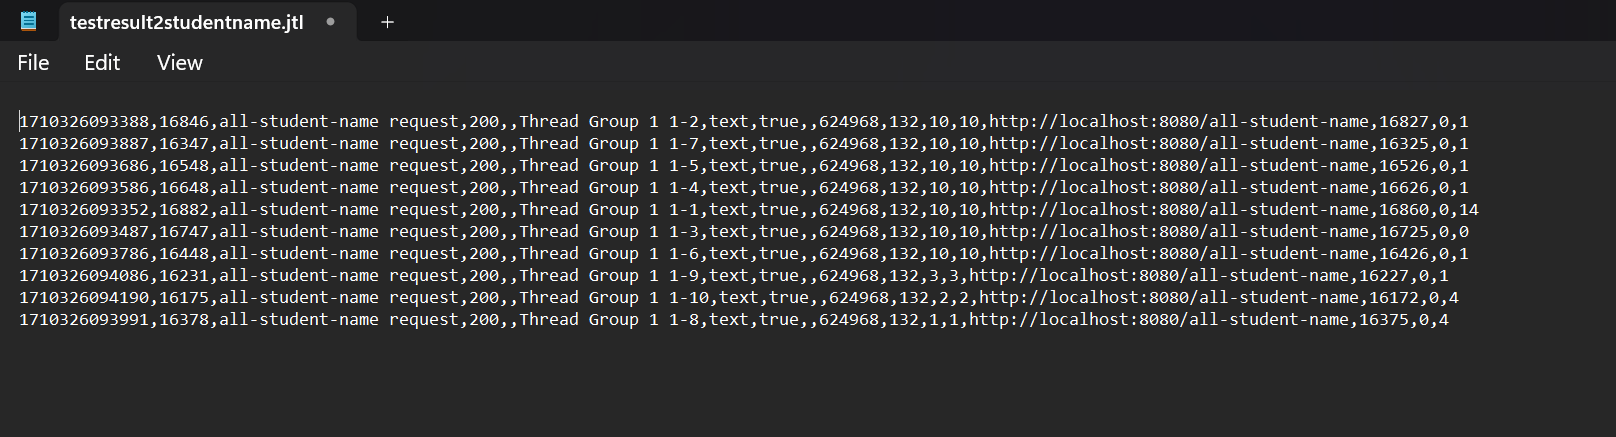 testresult2studentname.jtl
File Edit View
1710326093388,16846,all-student-name request,200,,Thread Group 1 1-2,text,true,,624968,132,10,10,http://localhost:8080/all-student-name,16827,0,1
1710326093887,16347,all-student-name request,200,,Thread Group 1 1-7,text,true,,624968,132,10,10,http://localhost:8080/all-student-name,16325,0,1
1710326093686,16548,all-student-name request,200,,Thread Group 1 1-5,text,true,,624968,132,10,10,http://localhost:8080/all-student-name,16526,0,1
1710326093586,16648,all-student-name request,200,,Thread Group 1 1-4,text,true,,624968,132,10,10,http://localhost:8080/all-student-name,16626,0,1
1710326093352,16882,all-student-name request,200,,Thread Group 1 1-1,text,true,,624968,132,10,10,http://localhost:8080/all-student-name,16860,0,14
1710326093487,16747,all-student-name request,200,,Thread Group 1 1-3,text,true,,624968,132,10,10,http://localhost:8080/all-student-name,16725,0,0
1710326093786,16448,all-student-name request,200,,Thread Group 1 1-6,text,true,,624968,132,10,10,http://localhost:8080/all-student-name,16426,0,1
1710326094086,16231,all-student-name request,200,,Thread Group 1 1-9,text,true,,624968,132,3,3,http://localhost:8080/all-student-name,16227,0,1
1710326094190,16175,all-student-name request,200,,Thread Group 1 1-10,text,true,,624968,132,2,2,http://localhost:8080/all-student-name,16172,0,4
1710326093991,16378,all-student-name request,200,,Thread Group 1 1-8,text,true,,624968,132,1,1,http://localhost:8080/all-student-name,16375,0,4